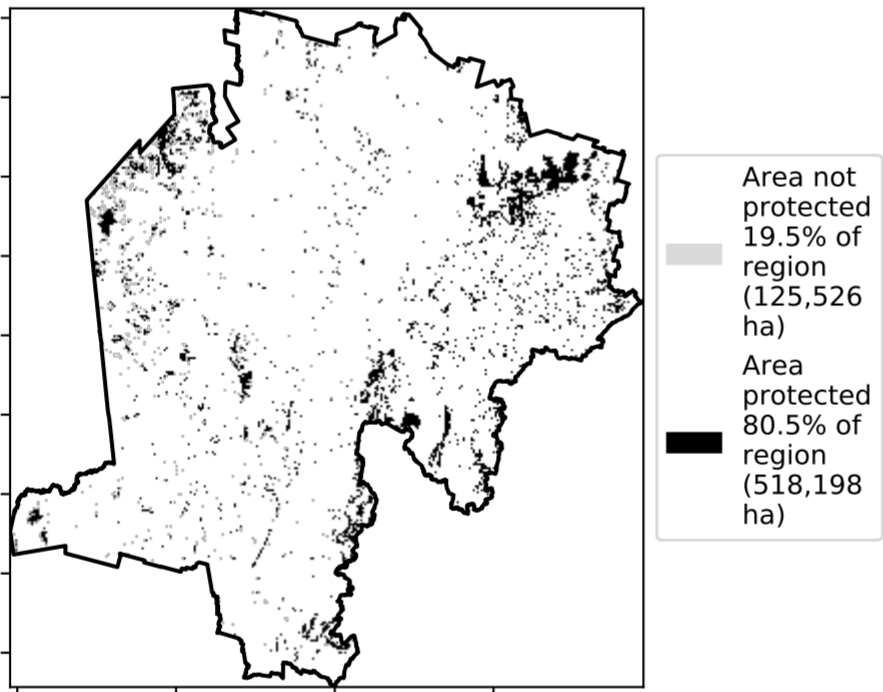 Area not
protected
19.5% of
region
(125,526
ha)
Area
protected
80.5% of
region
(518,198
ha)